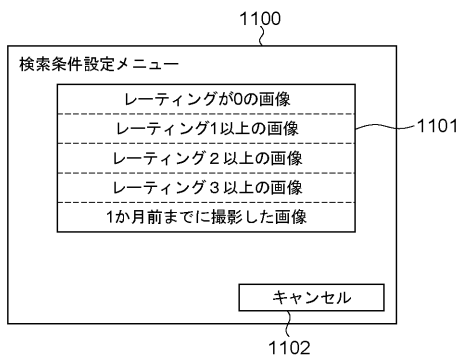 1100
検索条件設定メニュー
レーティングが0の画像
レーティング1以上の画像
1101
レーティング２以上の画像
レーティング３以上の画像
1か月前までに撮影した画像
キャンセル
1102